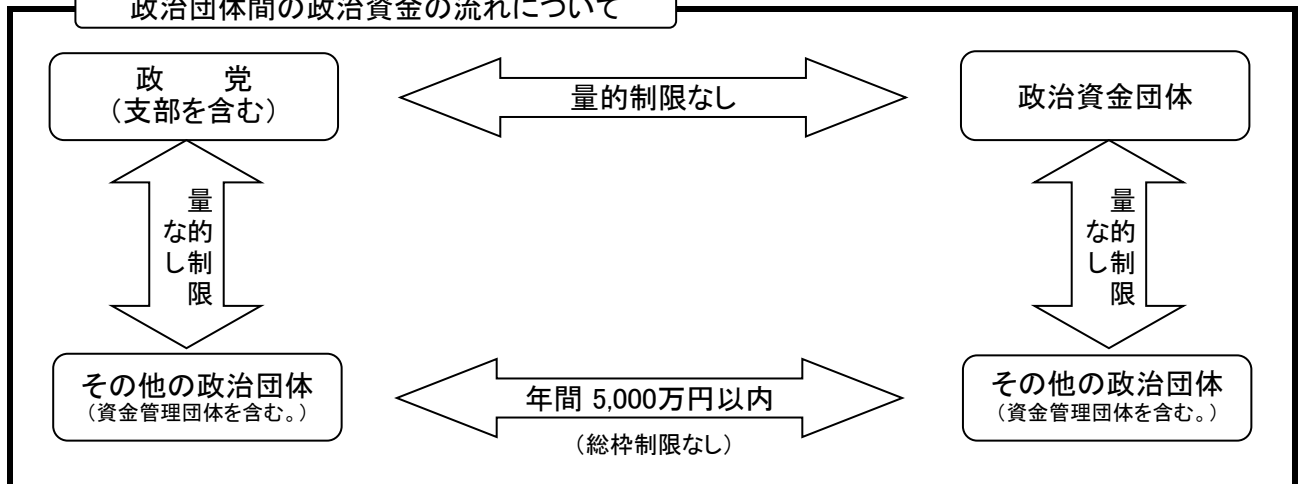 政治団体間の政治資金の流れについて
政　　党
（支部を含む）
量的制限なし
政治資金団体
量的制限
なし
量的制限
なし
その他の政治団体
（資金管理団体を含む。）
年間 5,000万円以内
（総枠制限なし）
その他の政治団体
（資金管理団体を含む。）